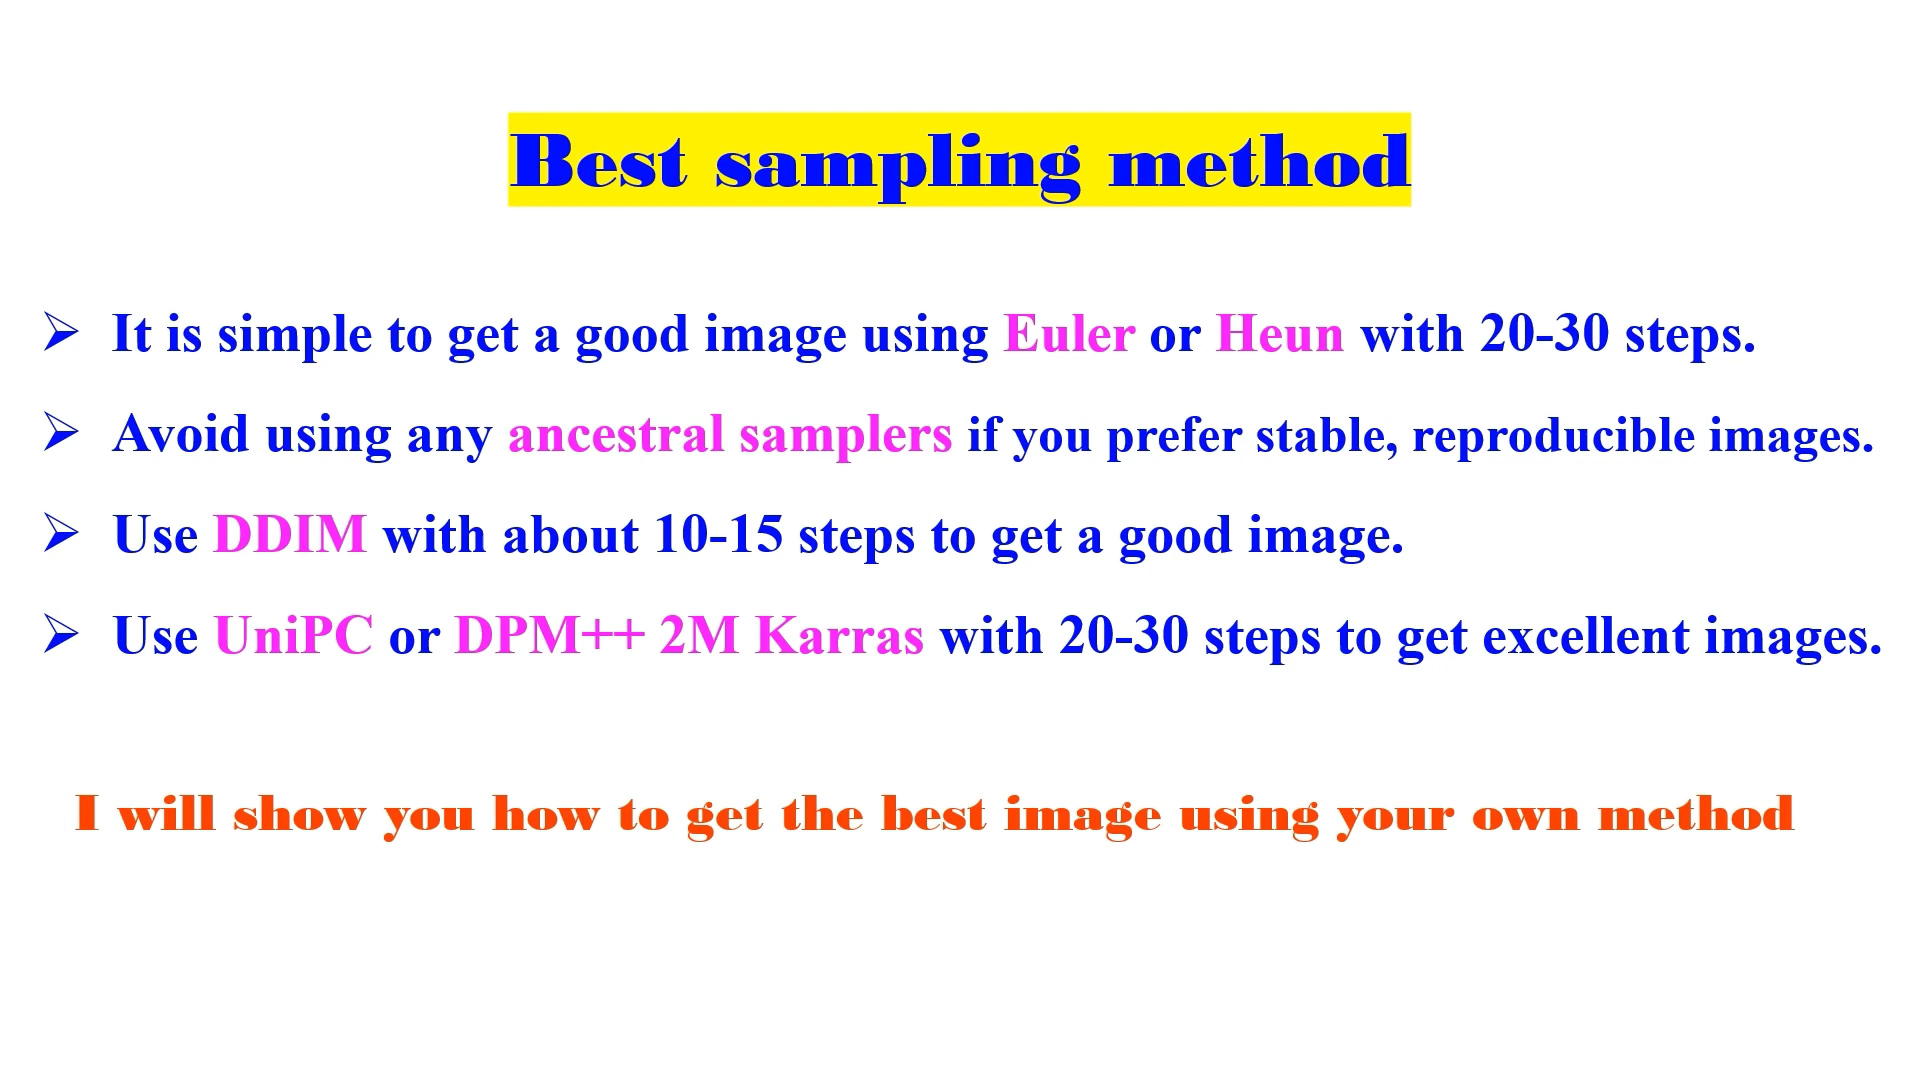 Best sampling method
➢ It is simple to get a good image using Euler or Heun with 20-30 steps.
➢ Avoid using any ancestral samplers if you prefer stable, reproducible images.
➢ Use DDIM with about 10-15 steps to get a good image.
➢ Use UniPC or DPM++ 2M Karras with 20-30 steps to get excellent images.
I will show you how to get the best image using your own method